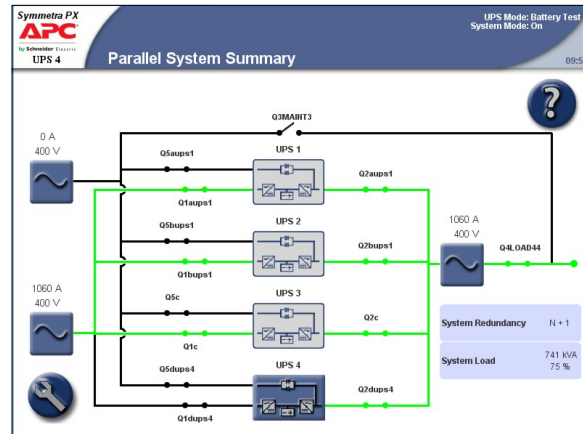 Symmetra PX
APC
by Schneider Electric
UPS 4
Parallel System Summary
UPS Mode: Battery Test
System Mode: On
09:5
?
Q3MAINT3
0 A
400 V
UPS 1
Q5aups1
Q2aups1
Q1aups1
UPS 2
Q5bups1
Q2bups1
Q1bups1
1060 A
400 V
Q4LOAD44
1060 A
400 V
UPS 3
Q5c
Q2c
Q1c
System Redundancy N + 1
System Load 741 kVA
75 %
UPS 4
Q5dups4
Q2dups4
Q1dups4